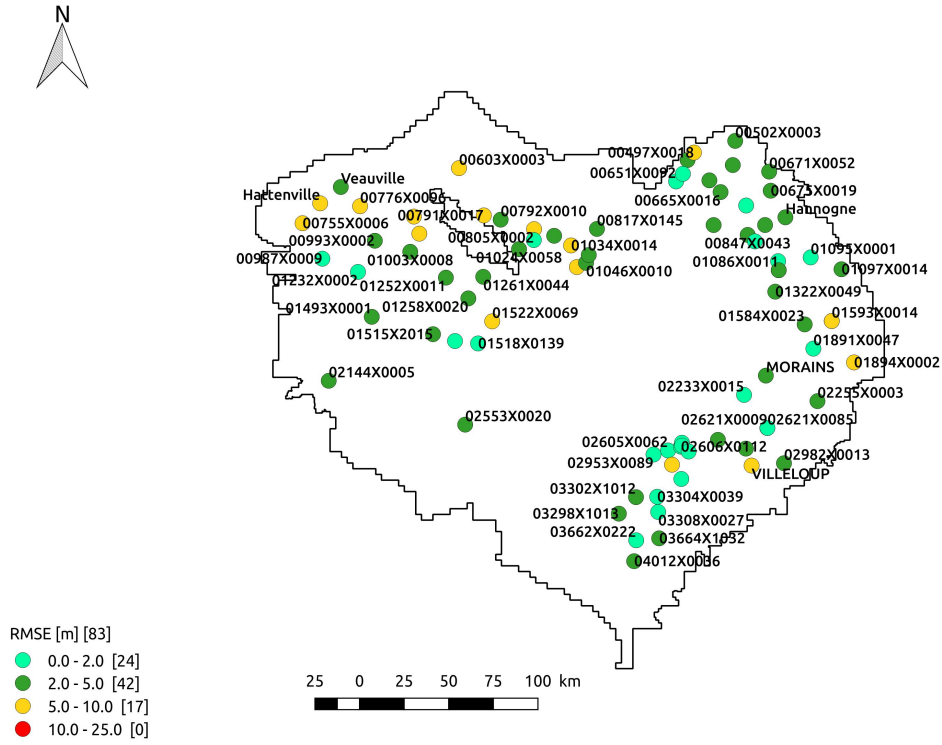 N
00502X0003
00497X0018
00603X0003
00651X0092
00671X0052
Veauville
Hattenville
00776X0096
00665X0016
00673X0019
Hannogne
00755X0006
00791X0017
00792X0010
00817X0145
00993X0002
00805X0002
00847X0043
01034X0014
01095X0001
00987X0009
01003X0008
01024X0058
01086X0011
01046X0010
01097X0014
01232X0002
01252X0011
01261X0044
01322X0049
01493X0001
01258X0020
01522X0069
01584X0023
01593X0014
01515X2015
01518X0139
01891X0047
01894X0002
02144X0005
MORAINS
02233X0015
02255X0003
02553X0020
02621X0009
02621X0085
02605X0062
02606X0112
02953X0089
02982X0013
VILLELOUP
03302X1012
03304X0039
03298X1013
03308X0027
03662X0222
03664X1032
04012X0036
RMSE [m] [83]
0.0 - 2.0 [24]
2.0 - 5.0 [42]
5.0 - 10.0 [17]
10.0 - 25.0 [0]
25 0 25 50 75 100 km